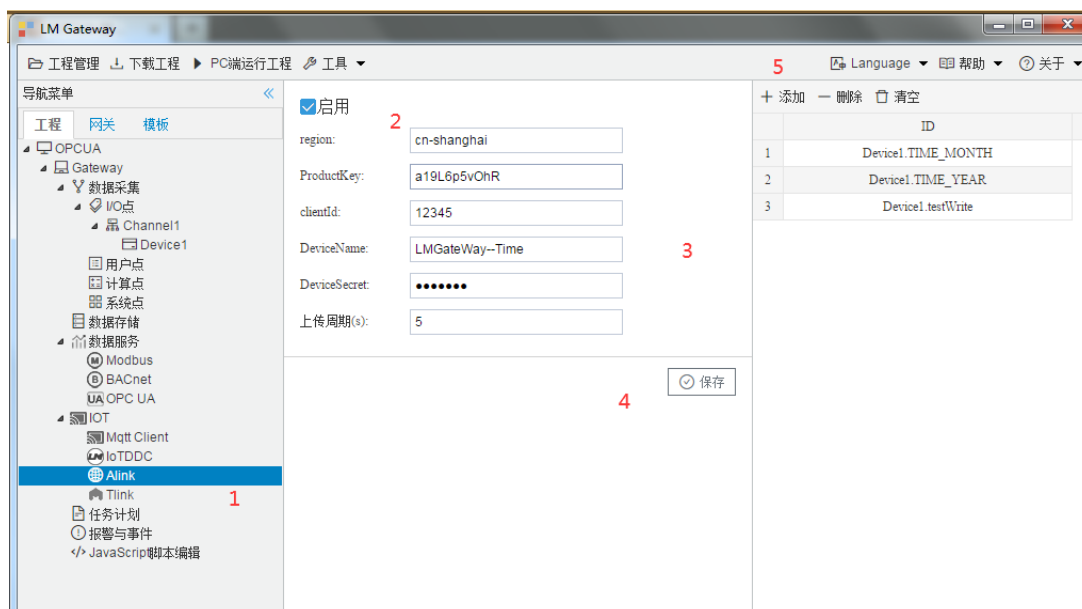 LM Gateway
工程管理 下载工程 PC端运行工程 工具
5
Language 帮助 关于
导航菜单
工程 网关 模板
OPCUA
Gateway
数据采集
I/O点
Channel1
Device1
用户点
计算点
系统点
数据存储
数据服务
Modbus
BACnet
UA OPC UA
IOT
Mqtt Client
IoTDDC
Alink
Tlink
1
任务计划
报警与事件
JavaScript脚本编辑
启用
2
region: cn-shanghai
ProductKey: a19L6p5vOhR
clientId: 12345
DeviceName: LMGateWay--Time
3
DeviceSecret: ●●●●●●●
上传周期(s): 5
保存
4
添加 删除 清空
ID
1 Device1.TIME_MONTH
2 Device1.TIME_YEAR
3 Device1.testWrite